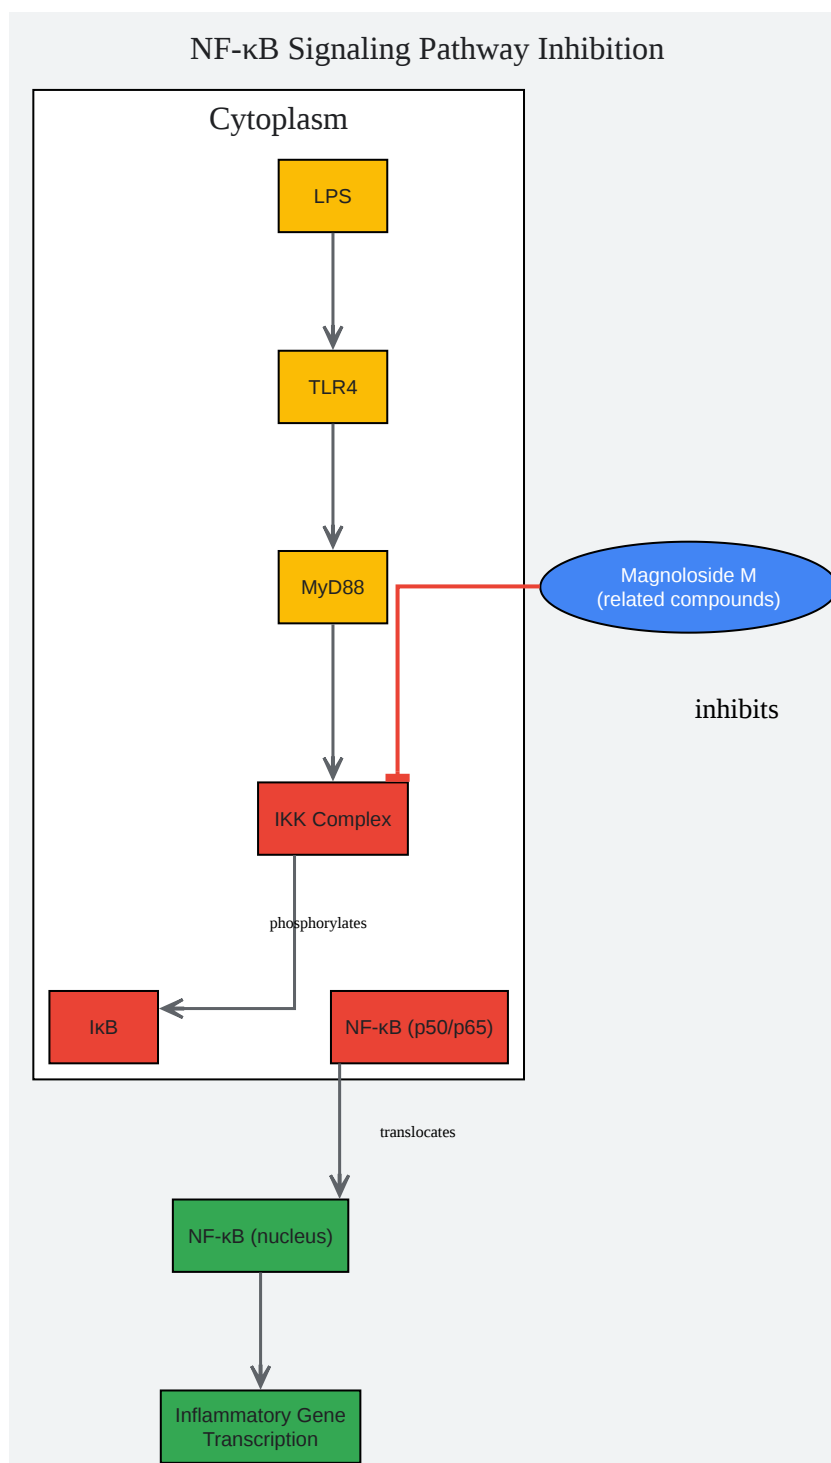 NF-κB Signaling Pathway Inhibition
Cytoplasm
LPS
TLR4
MyD88
Magnoloside M
(related compounds)
inhibits
IKK Complex
phosphorylates
IκB
NF-κB (p50/p65)
translocates
NF-κB (nucleus)
Inflammatory Gene
Transcription